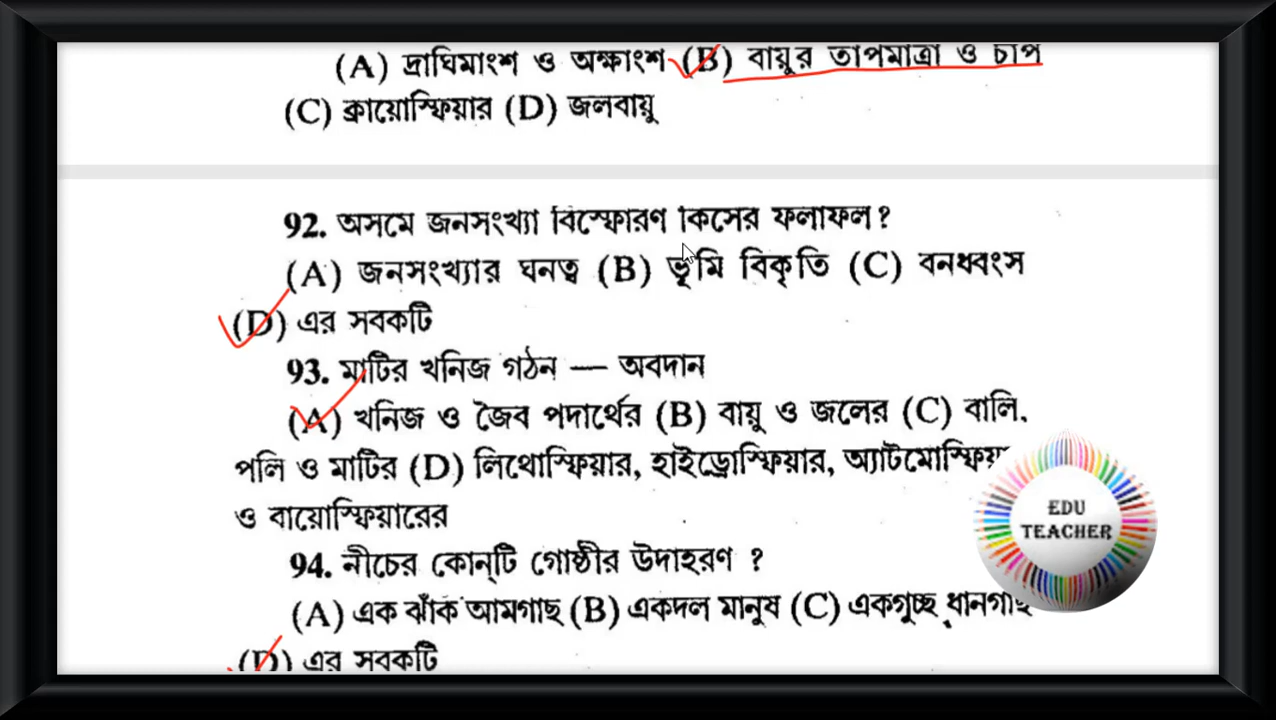 (A) দ্রাঘিমাংশ ও অক্ষাংশ (B) বায়ুর তাপমাত্রা ও চাপ
(C) ক্রায়োস্ফিয়ার (D) জলবায়ু
92. অসমে জনসংখ্যা বিস্ফোরণ কিসের ফলাফল?
(A) জনসংখ্যার ঘনত্ব (B) ভূমি বিকৃতি (C) বনধ্বংস
(D) এর সবকটি
93. মাটির খনিজ গঠন — অবদান
(A) খনিজ ও জৈব পদার্থের (B) বায়ু ও জলের (C) বালি.
পলি ও মাটির (D) লিথোস্ফিয়ার, হাইড্রোস্ফিয়ার,
ও বায়োস্ফিয়ারের
94. নীচের কোন্‌টি গোষ্ঠীর উদাহরণ ?
(A) এক ঝাঁক আমগাছ (B) একদল মানুষ (C) একগুচ্ছ ধানগাছ
(D) এর সবকটি
EDU
TEACHER